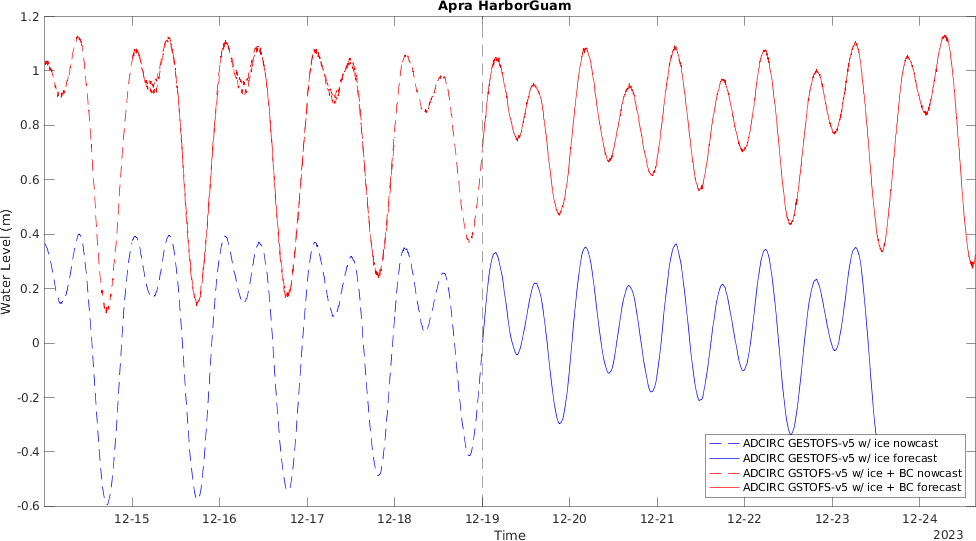 Apra HarborGuam
1.2
1
0.8
0.6
0.4
0.2
0
-0.2
-0.4
-0.6
Water Level (m)
ADCIRC GESTOFS-v5 w/ ice nowcast
ADCIRC GESTOFS-v5 w/ ice forecast
ADCIRC GSTOFS-v5 w/ ice + BC nowcast
ADCIRC GSTOFS-v5 w/ ice + BC forecast
12-15 12-16 12-17 12-18 12-19 12-20 12-21 12-22 12-23 12-24
Time
2023